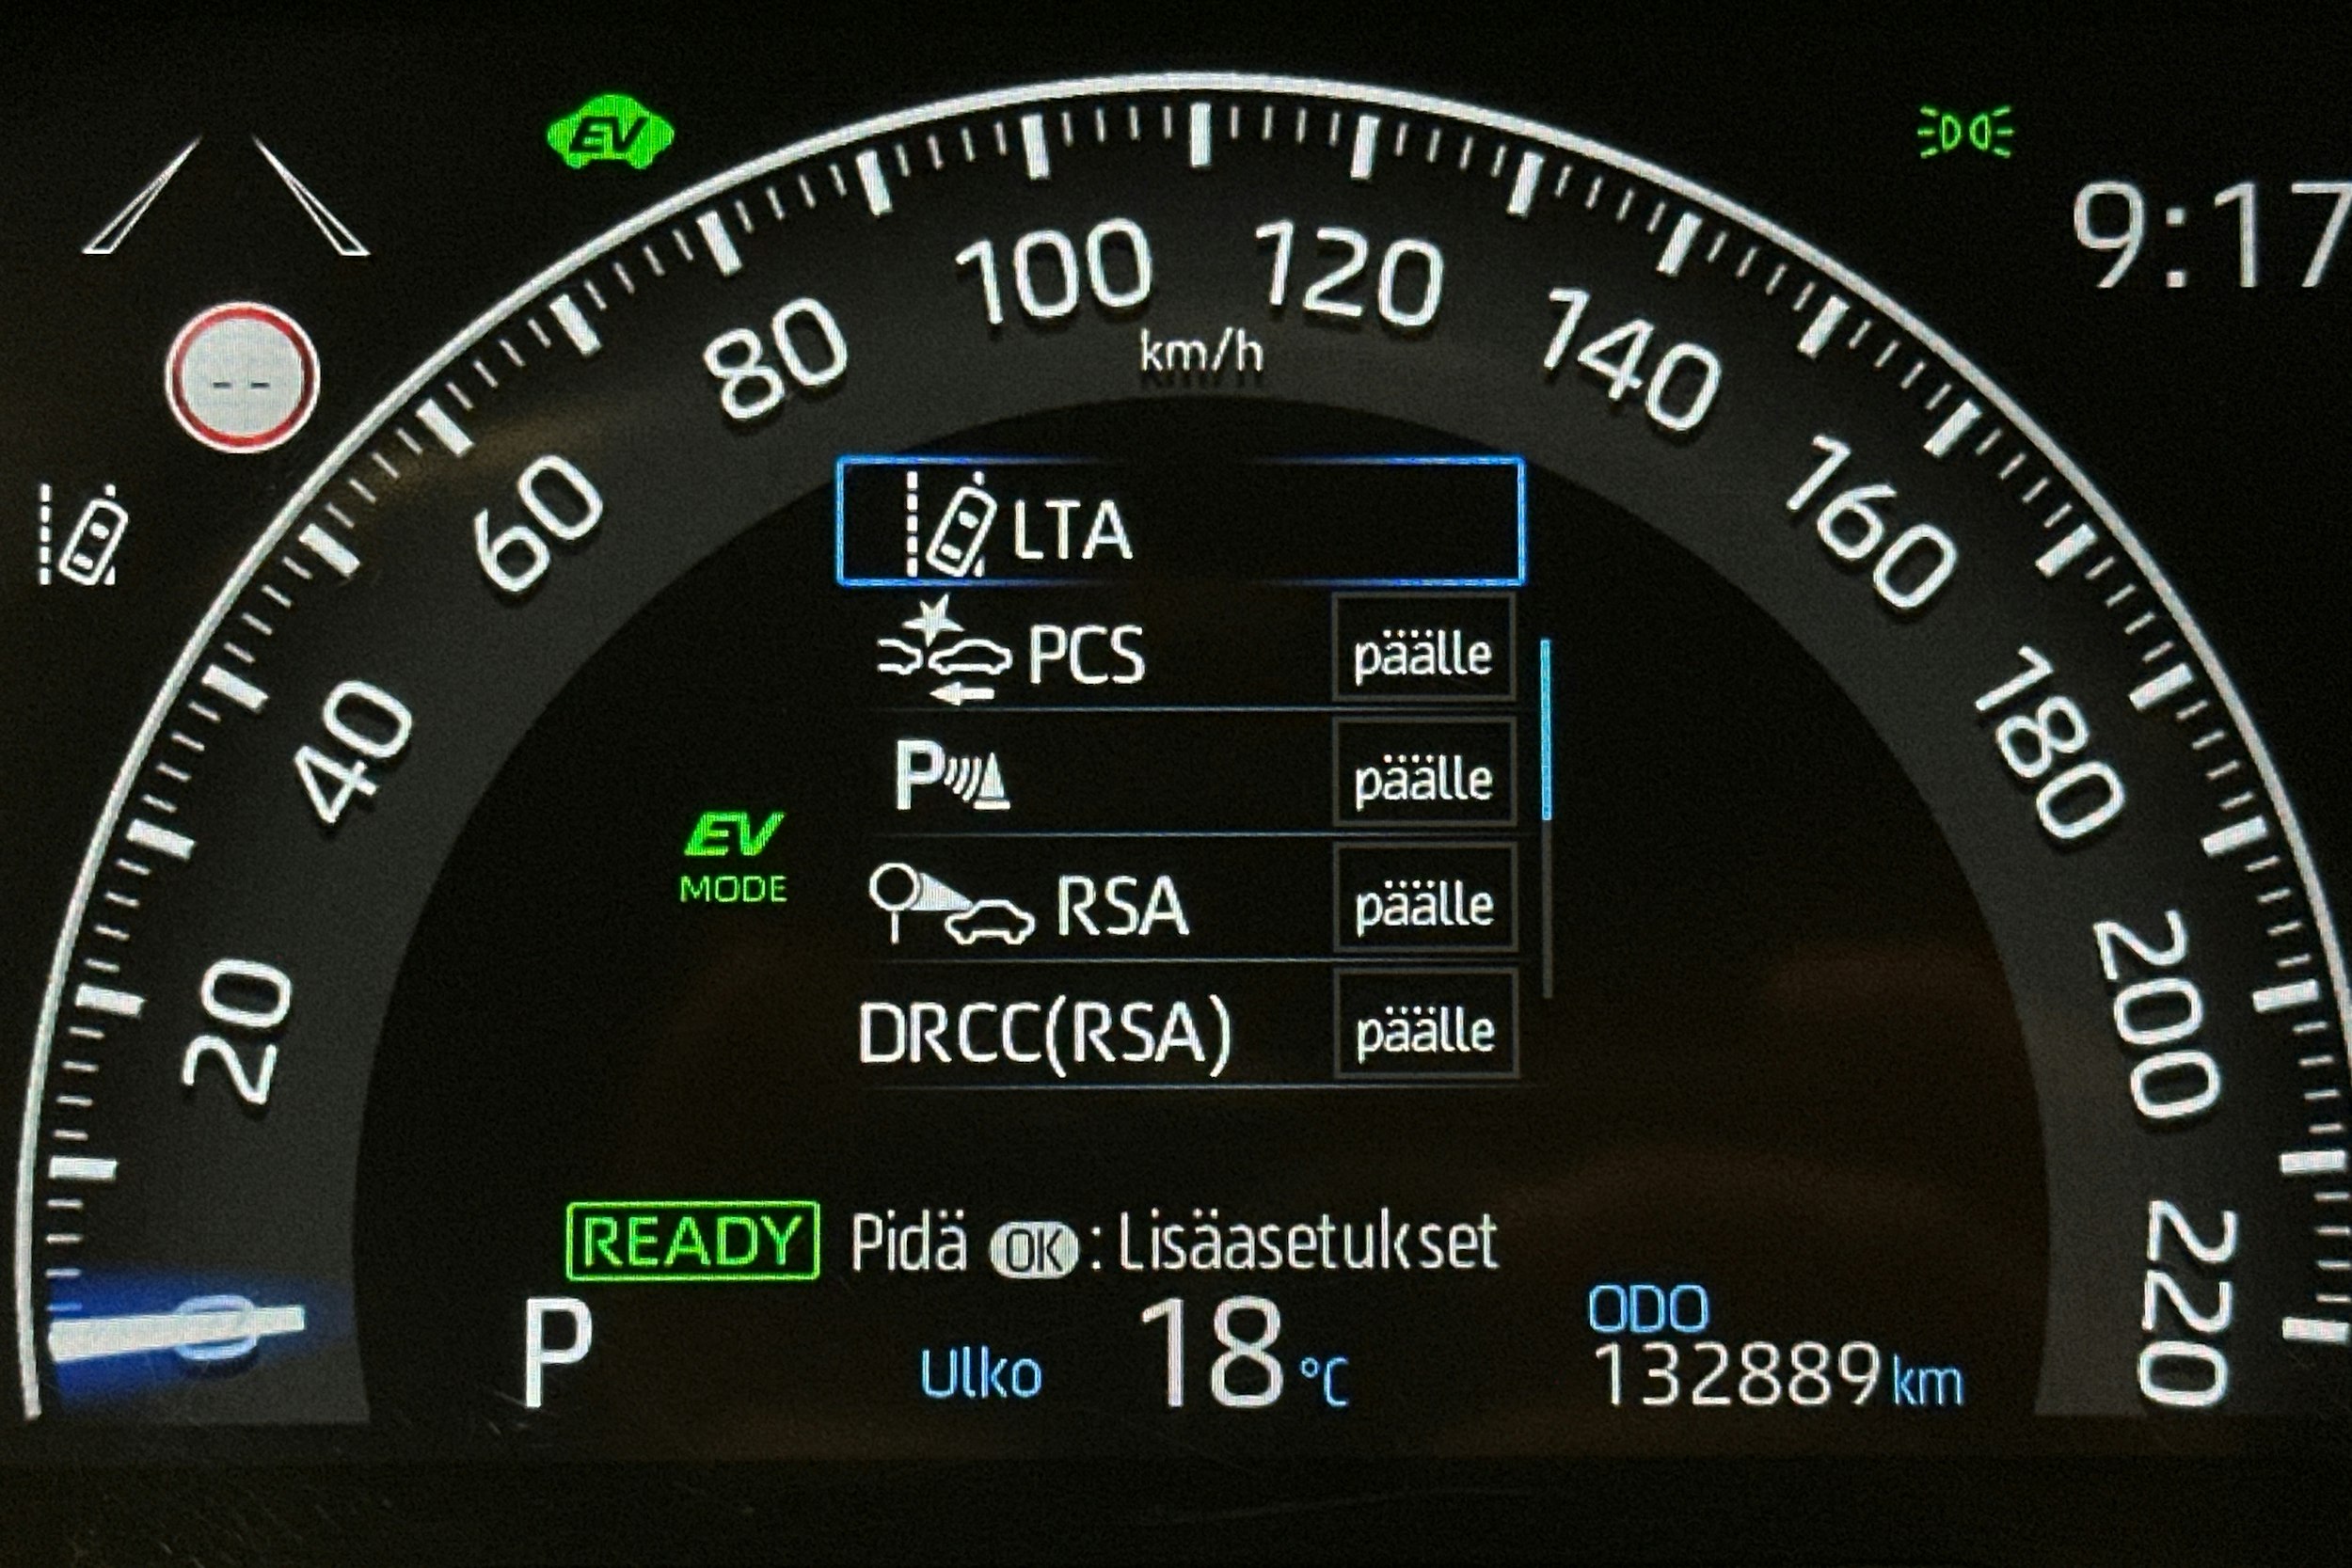 EV
9:17
100
120
km/h
80
140
60
160
LTA
PCS päälle
180
40
P päälle
EV
MODE
RSA päälle
200
20
DRCC(RSA) päälle
READY Pidä OK : Lisäasetukset
220
0
P
Ulko 18 °C
ODO
132889 km